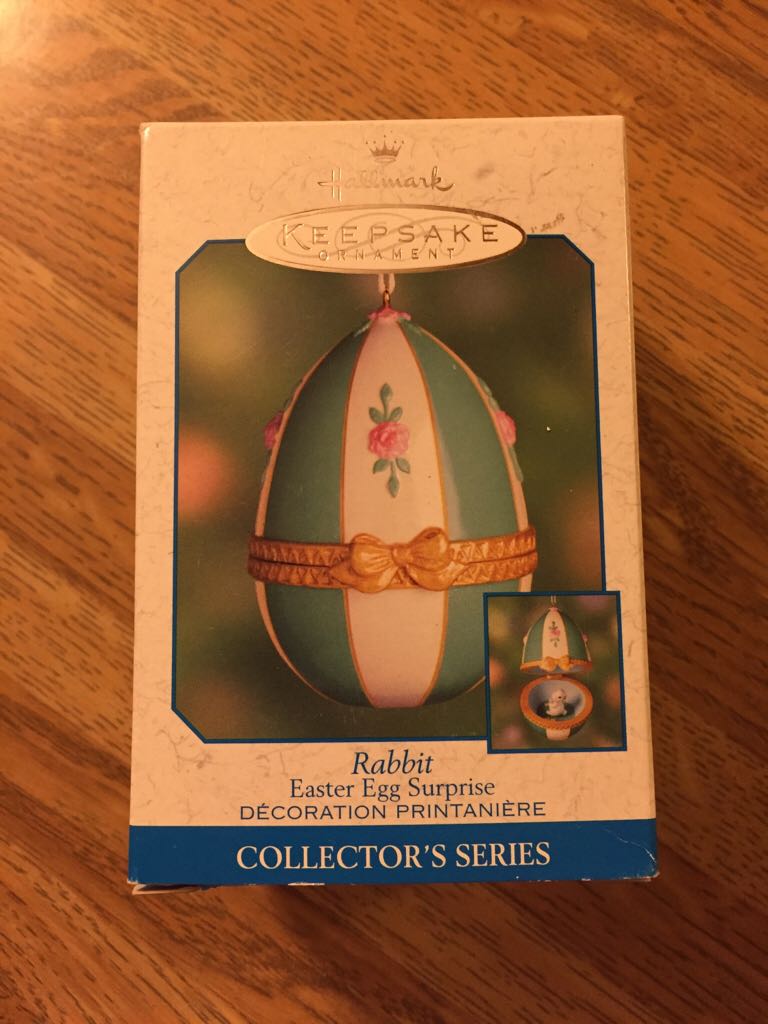 Hallmark
KEEPSAKE
ORNAMENT
Rabbit
Easter Egg Surprise
DÉCORATION PRINTANIÈRE
COLLECTOR'S SERIES